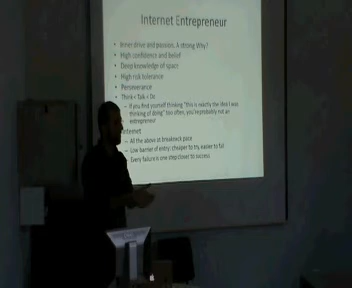 Internet Entrepreneur
• Inner drive and passion. A strong Why?
• High confidence and belief
• Deep knowledge of space
• High risk tolerance
• Perseverance
• Think + Talk + Do
– If you find yourself thinking "this is exactly the idea I was
thinking of doing" too often, you're probably not an
entrepreneur
Internet
– All the above at breakneck pace
– Low barrier of entry: cheaper to try, easier to fail
– Every failure is one step closer to success